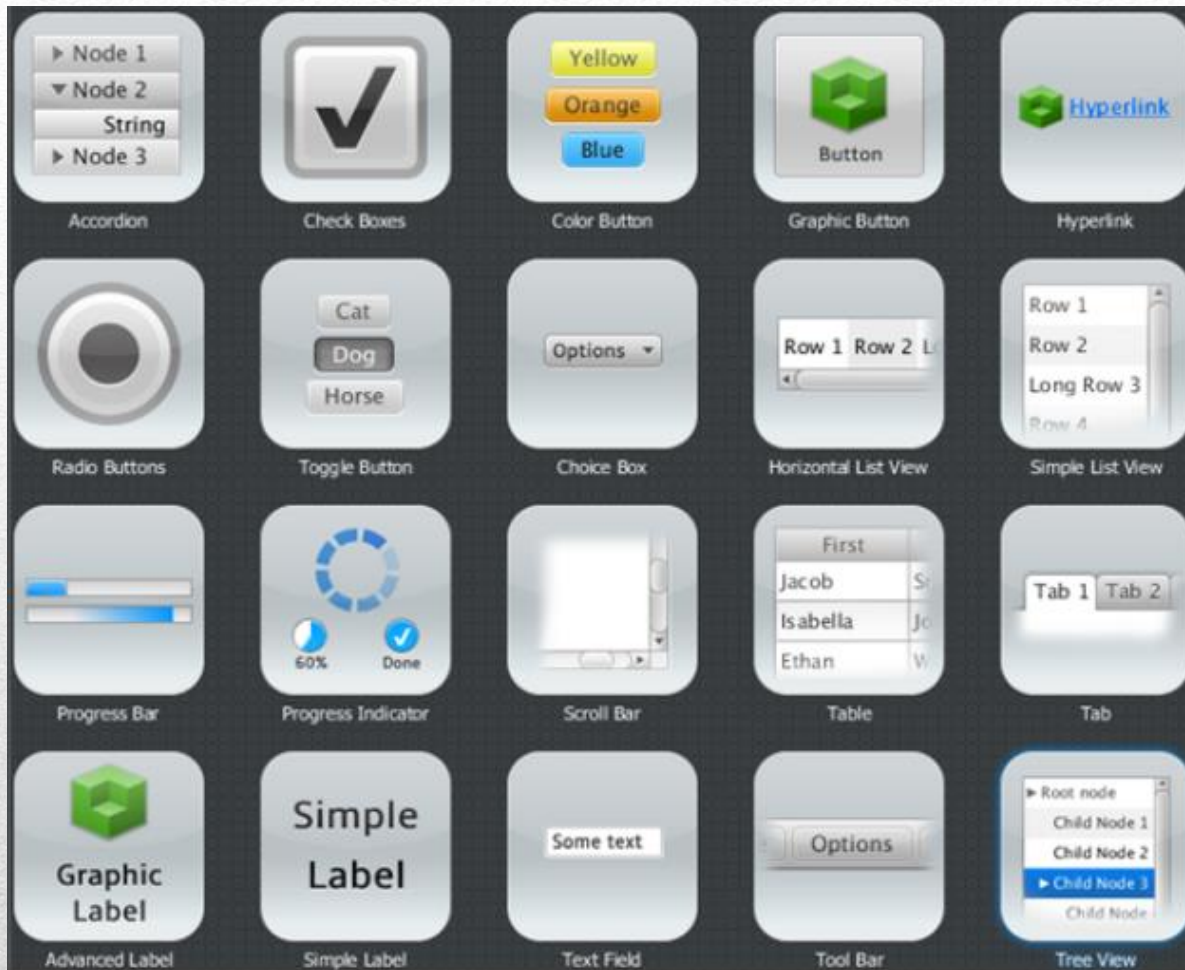 Node 1
Node 2
String
Node 3
Accordion
Check Boxes
Yellow
Orange
Blue
Color Button
Button
Graphic Button
Hyperlink
Hyperlink
Radio Buttons
Cat
Dog
Horse
Toggle Button
Options
Choice Box
Row 1 Row 2 L
Horizontal List View
Row 1
Row 2
Long Row 3
Row 4
Simple List View
Progress Bar
60% Done
Progress Indicator
Scroll Bar
First
Jacob
Isabella
Ethan
Table
Tab 1 Tab 2
Tab
Graphic
Label
Advanced Label
Simple
Label
Simple Label
Some text
Text Field
Options
Tool Bar
Root node
Child Node 1
Child Node 2
Child Node 3
Child Node
Tree View